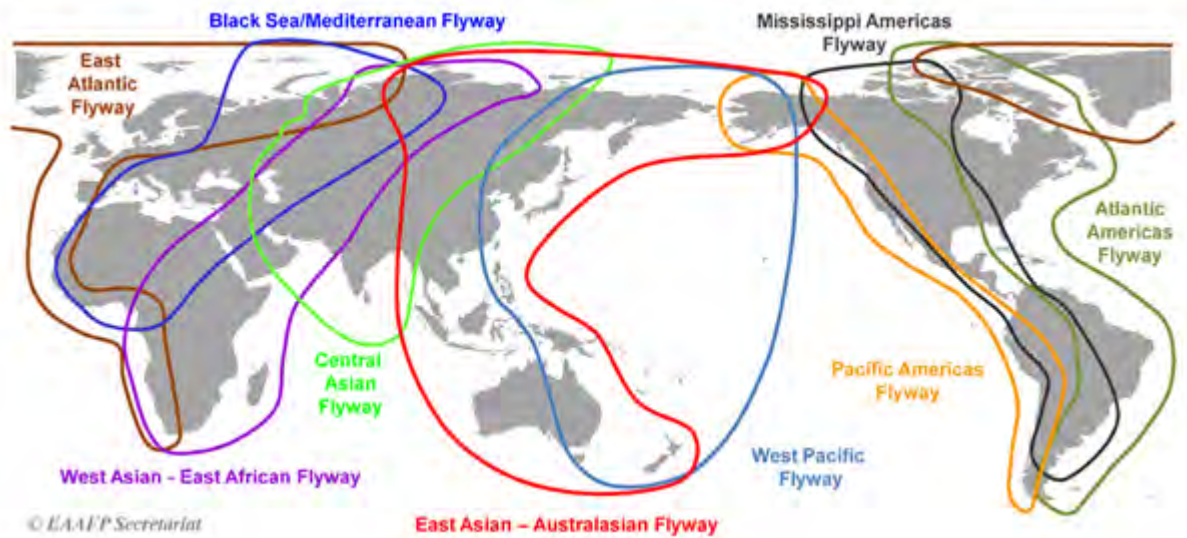 Black Sea/Mediterranean Flyway
Mississippi Americas
Flyway
East
Atlantic
Flyway
Atlantic
Americas
Flyway
Central
Asian
Flyway
Pacific Americas
Flyway
West Pacific
Flyway
West Asian – East African Flyway
© EAAFP Secretariat
East Asian – Australasian Flyway